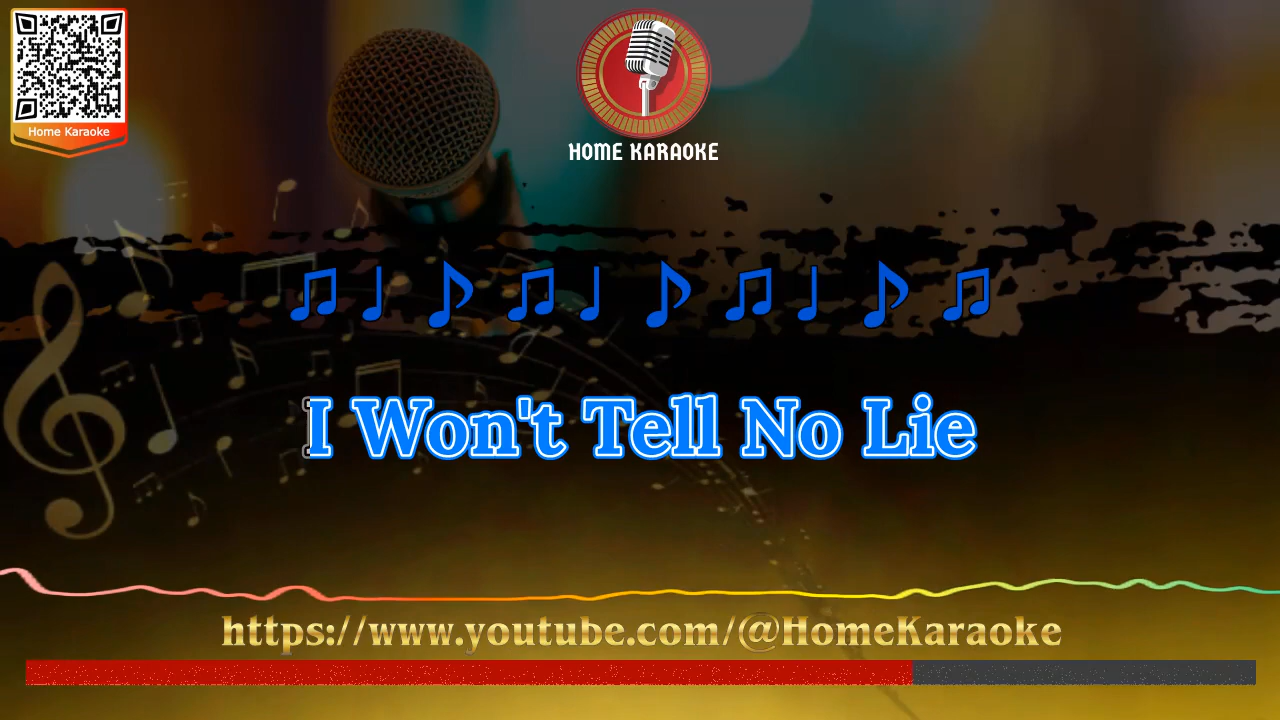 Home Karaoke
HOME KARAOKE
♫♩♪♫♩♪♫♩♪♫
I Won't Tell No Lie
https://www.youtube.com/@HomeKaraoke